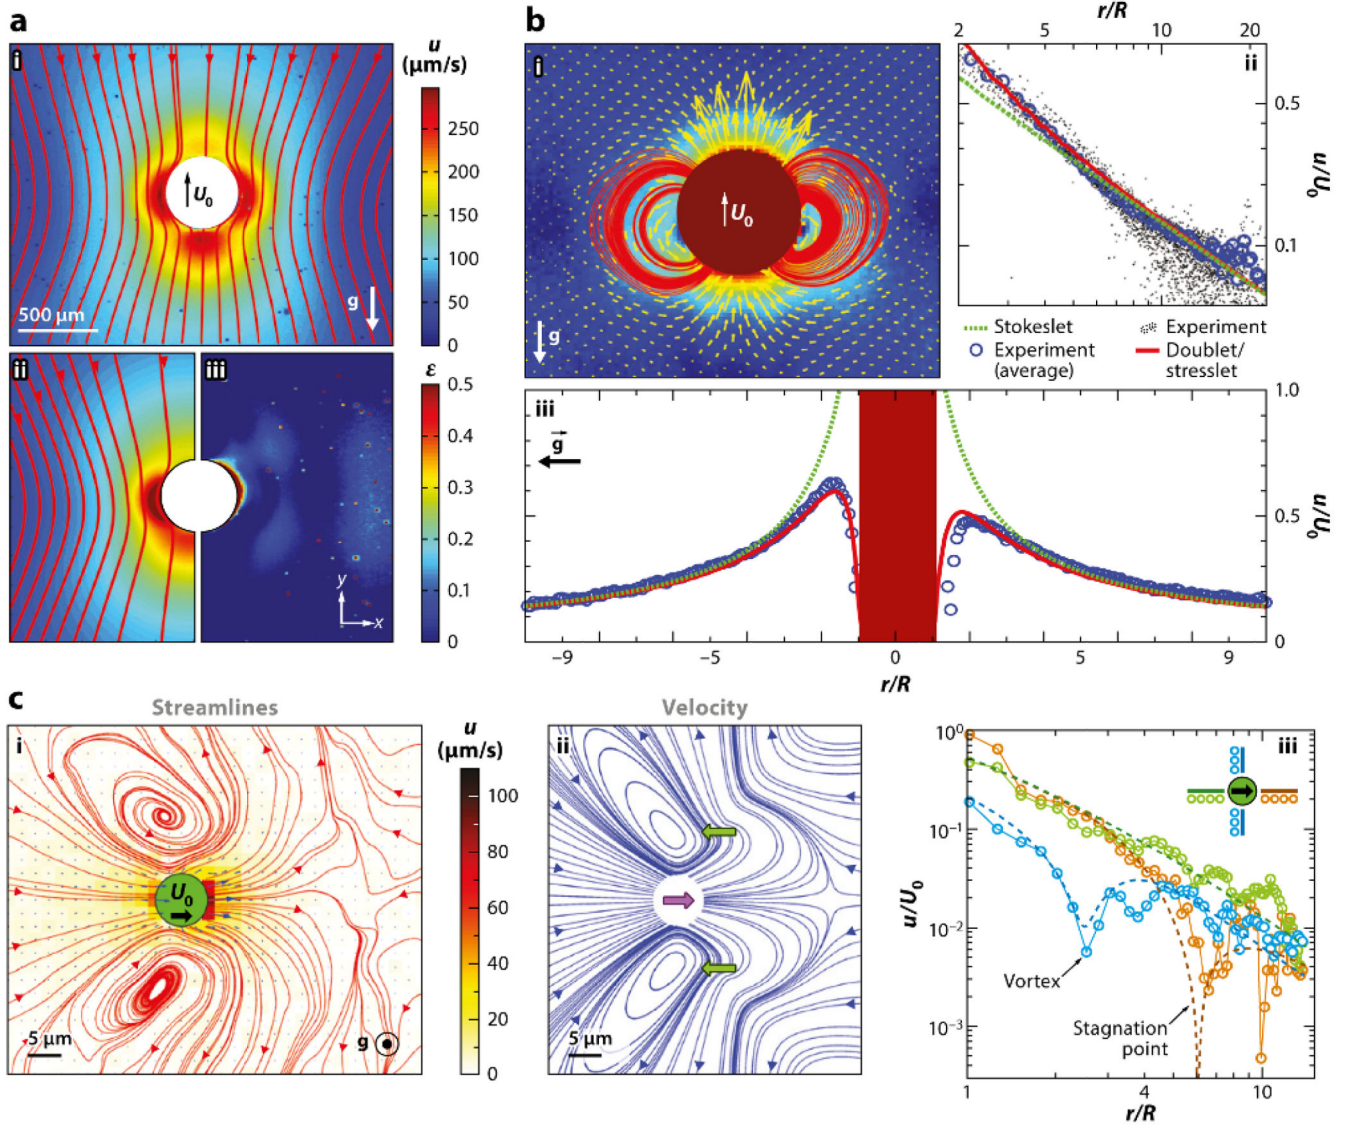 a
i
u
(μm/s)
250
200
150
100
50
0
U0
500 μm
g
ii
iii
ε
0.5
0.4
0.3
0.2
0.1
0
y
x
b
i
U0
g
r/R
2
5
10
20
ii
0.5
0.1
u/U0
Stokeslet
Experiment
(average)
Experiment
Doublet/
stresslet
iii
g
1.0
0.5
0
u/U0
−9
−5
0
5
9
r/R
c
Streamlines
i
U0
5 μm
g
u
(μm/s)
100
80
60
40
20
0
Velocity
ii
5 μm
iii
10⁰
10⁻¹
10⁻²
10⁻³
u/U0
Vortex
Stagnation
point
1
4
10
r/R